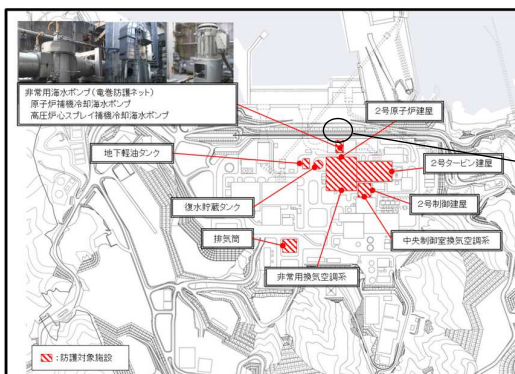 非常用海水ポンプ(竜巻防護ネット)
原子炉補機冷却海水ポンプ
高圧炉心スプレイ補機冷却海水ポンプ
2号原子炉建屋
地下軽油タンク
2号タービン建屋
復水貯蔵タンク
2号制御建屋
排気筒
中央制御室換気空調系
非常用換気空調系
:防護対象施設